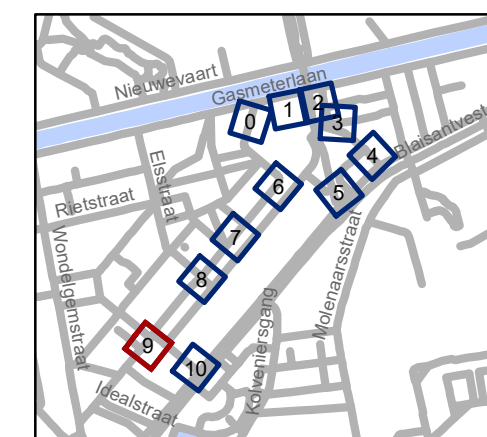 Nieuwevaart
Gasmeterlaan
0
1
2
3
4
Blaisantvest
Elsstraat
Rietstraat
5
6
7
8
Wondelgemstraat
Molenaarsstraat
Kolveniersgang
9
10
Idealstraat